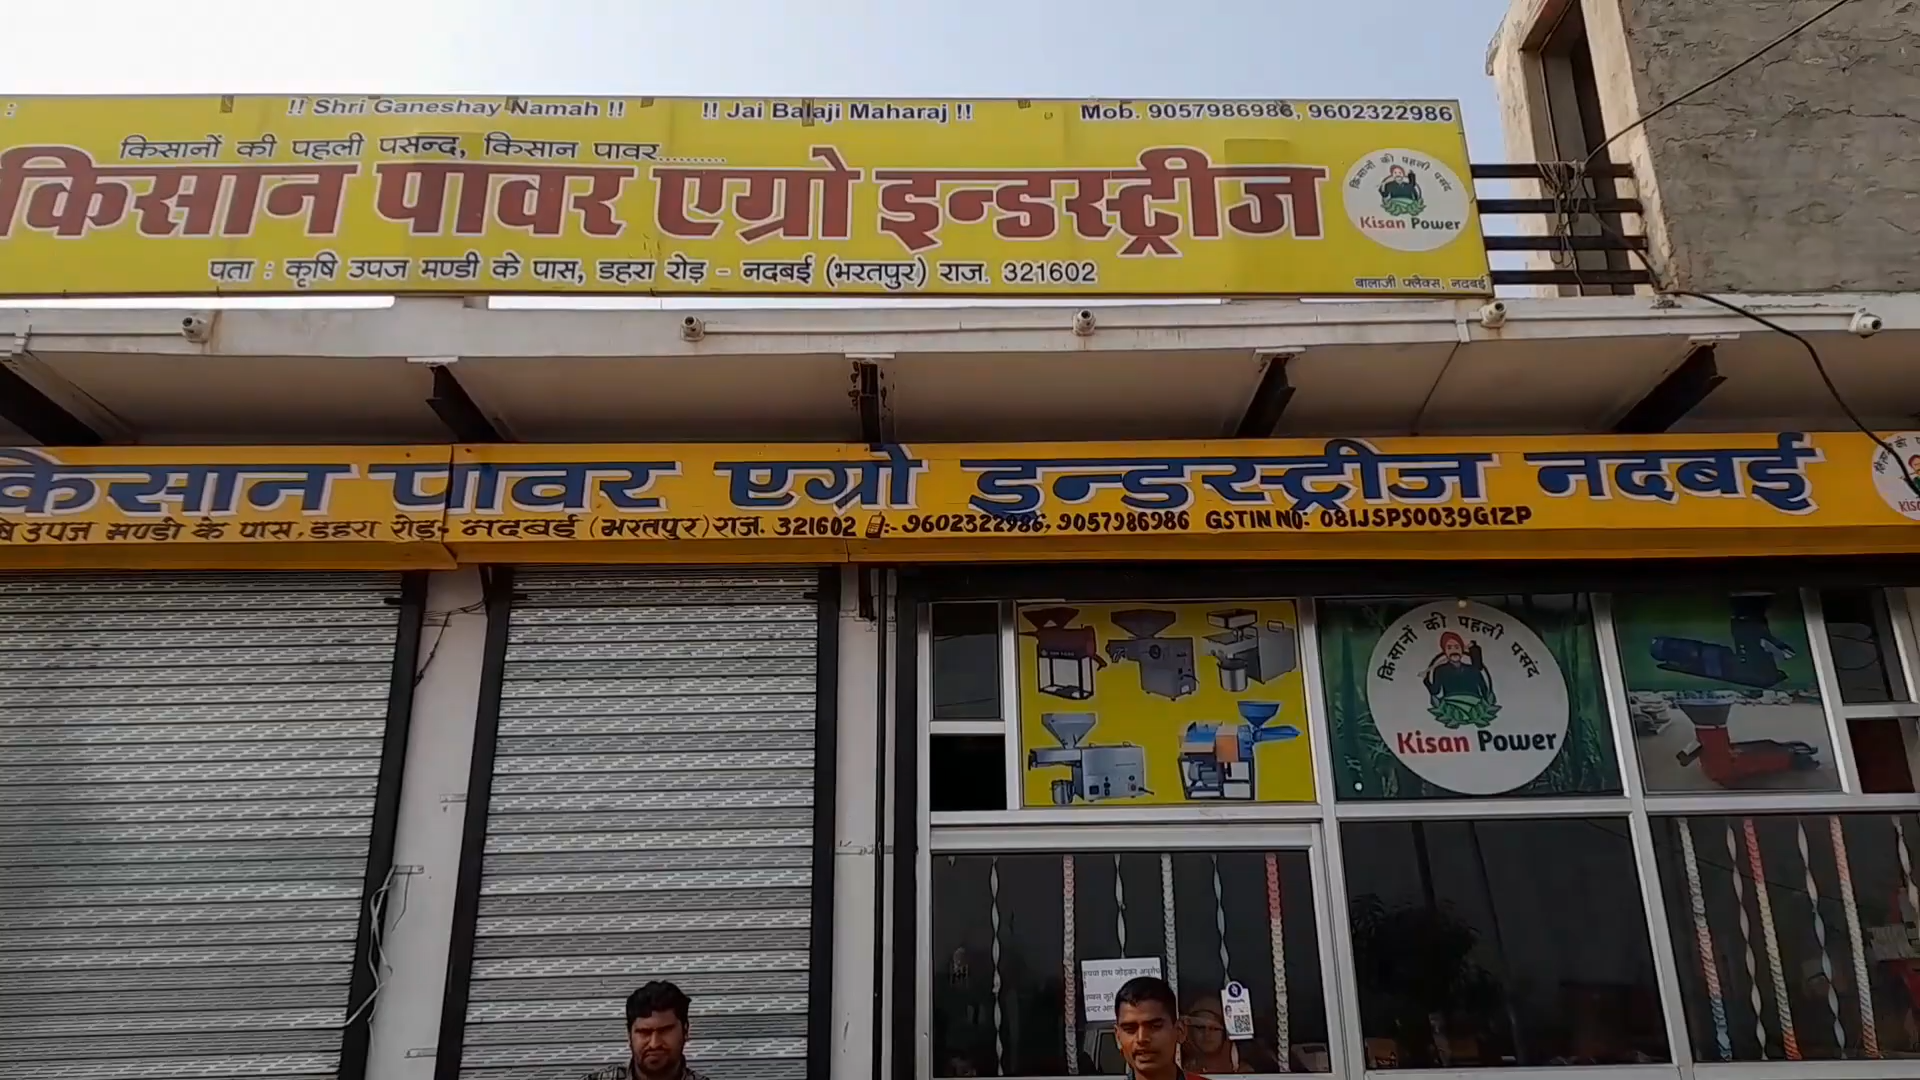 !! Shri Ganeshay Namah !! !! Jai Balaji Maharaj !! Mob. 9057986986, 9602322986
किसानों की पहली पसन्द, किसान पावर.........
किसान पावर एग्रो इन्डस्ट्रीज
किसानों की पहली पसंद
Kisan Power
पता : कृषि उपज मण्डी के पास, डहरा रोड़ - नदबई (भरतपुर) राज. 321602
बालाजी फ्लैक्स, नदबई
किसान पावर एग्रो इन्डस्ट्रीज नदबई
उपज मण्डी के पास, डहरा रोड़- नदबई (भरतपुर) राज. 321602 :- 9602322986, 9057986986 GSTIN NO: 08IJSPS0039G1ZP
किसानों की पहली पसंद
Kisan Power
हाथ जोड़कर